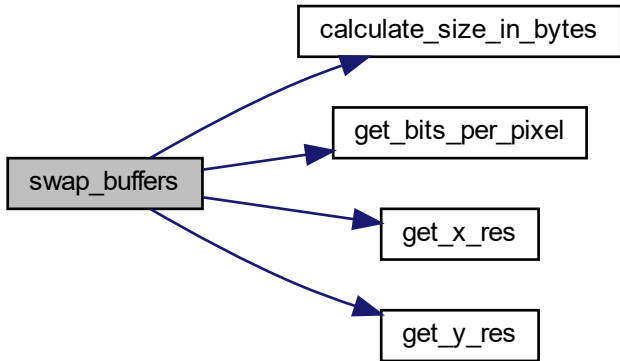 calculate_size_in_bytes
get_bits_per_pixel
swap_buffers
get_x_res
get_y_res